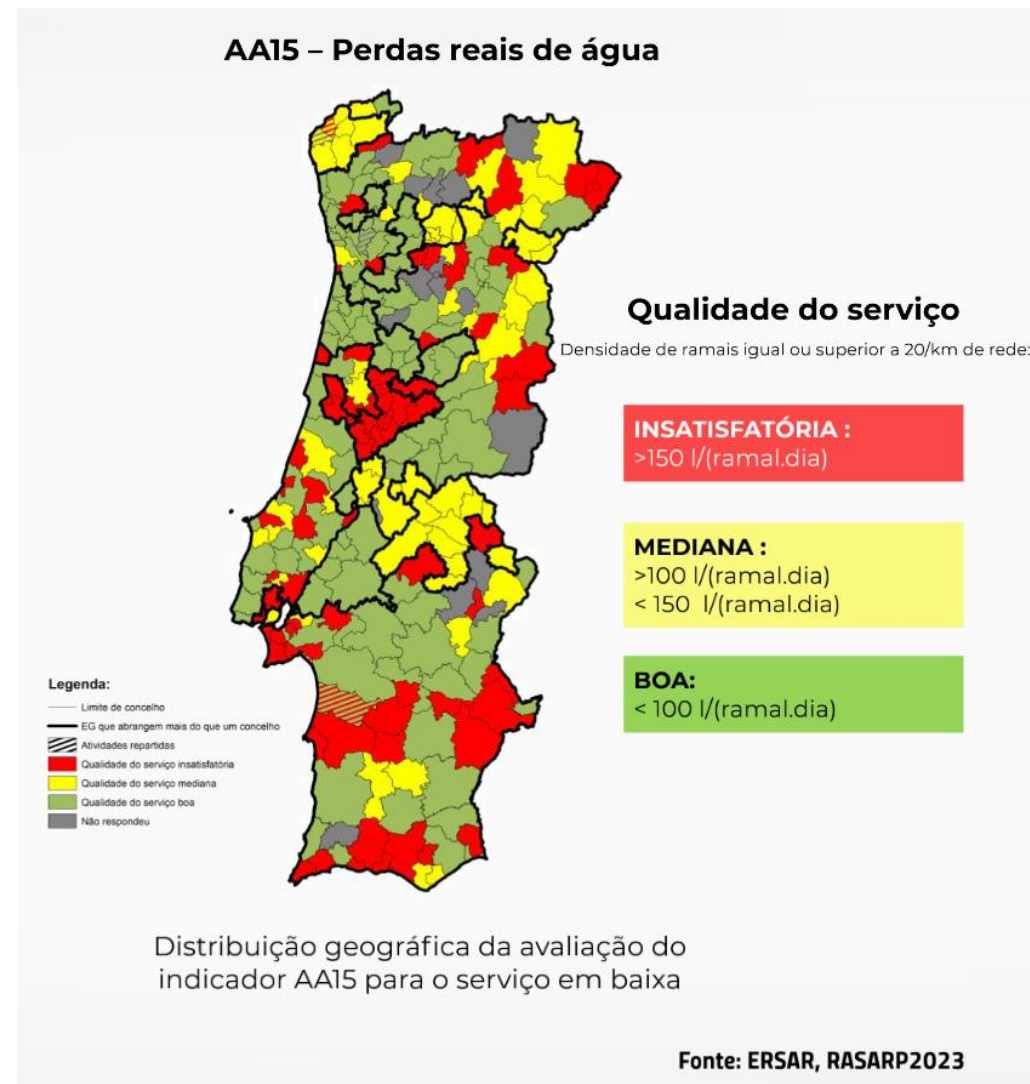 AA15 – Perdas reais de água
Qualidade do serviço
Densidade de ramais igual ou superior a 20/km de rede:
INSATISFATÓRIA :
>150 l/(ramal.dia)
MEDIANA :
>100 l/(ramal.dia)
< 150 l/(ramal.dia)
BOA:
< 100 l/(ramal.dia)
Legenda:
Limite de concelho
EG que abrangem mais do que um concelho
Atividades repartidas
Qualidade do serviço insatisfatória
Qualidade do serviço mediana
Qualidade do serviço boa
Não respondeu
Distribuição geográfica da avaliação do
indicador AA15 para o serviço em baixa
Fonte: ERSAR, RASARP2023